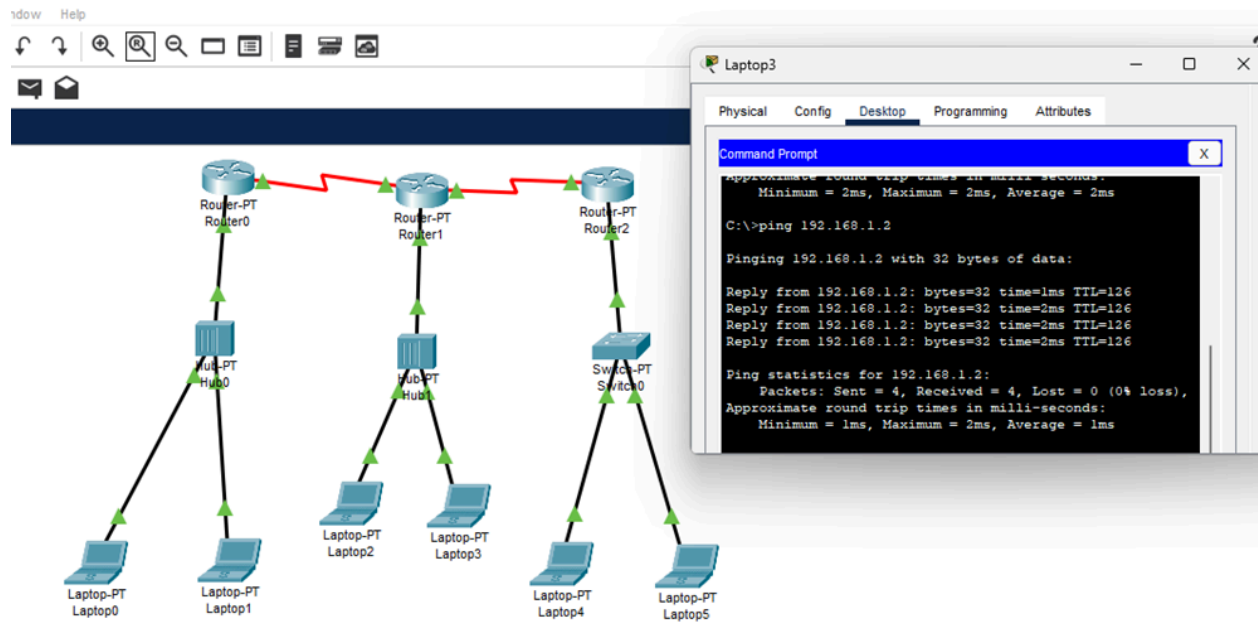 Help
Laptop3
Physical Config Desktop Programming Attributes
Command Prompt X
Approximate round trip times in milli-seconds:
Minimum = 2ms, Maximum = 2ms, Average = 2ms
C:\>ping 192.168.1.2
Pinging 192.168.1.2 with 32 bytes of data:
Reply from 192.168.1.2: bytes=32 time=1ms TTL=126
Reply from 192.168.1.2: bytes=32 time=2ms TTL=126
Reply from 192.168.1.2: bytes=32 time=2ms TTL=126
Reply from 192.168.1.2: bytes=32 time=2ms TTL=126
Ping statistics for 192.168.1.2:
Packets: Sent = 4, Received = 4, Lost = 0 (0% loss),
Approximate round trip times in milli-seconds:
Minimum = 1ms, Maximum = 2ms, Average = 1ms
Router-PT
Router0
Router-PT
Router1
Router-PT
Router2
Hub-PT
Hub0
Hub-PT
Hub1
Switch-PT
Switch0
Laptop-PT
Laptop0
Laptop-PT
Laptop1
Laptop-PT
Laptop2
Laptop-PT
Laptop3
Laptop-PT
Laptop4
Laptop-PT
Laptop5